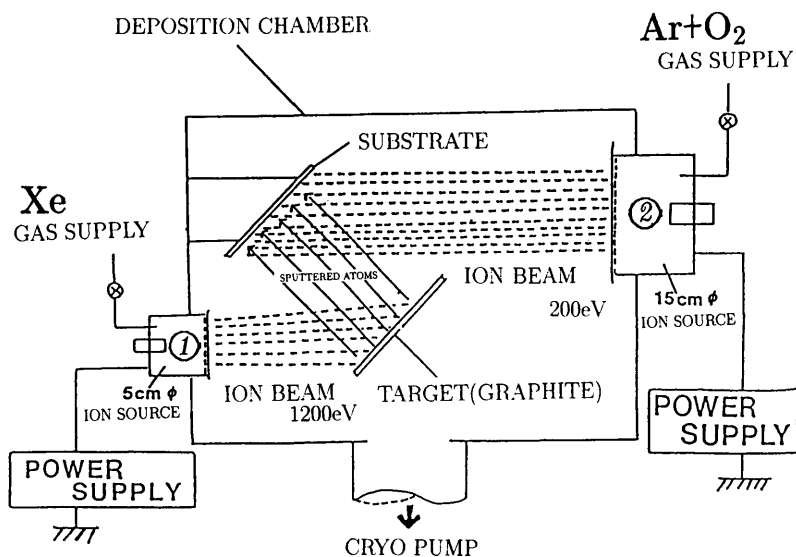 DEPOSITION CHAMBER
Ar+O₂
GAS SUPPLY
SUBSTRATE
Xe
GAS SUPPLY
②
SPUTTERED ATOMS
ION BEAM
200eV
15cm ϕ
ION SOURCE
①
5cm ϕ
ION SOURCE
ION BEAM
1200eV
TARGET(GRAPHITE)
POWER
SUPPLY
POWER
SUPPLY
CRYO PUMP